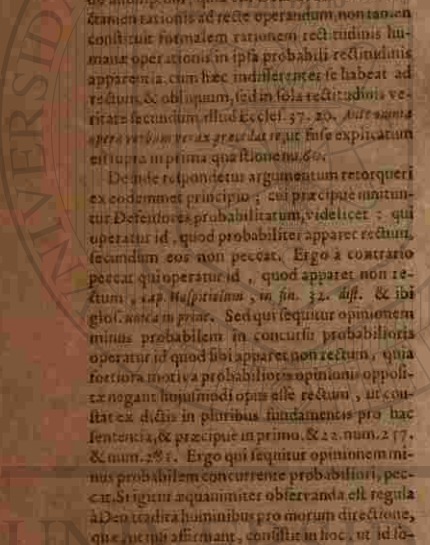 ctamen rationis ad recte operandum, non tamen
constituit formalem rationem rectitudinis hu-
manæ operationis in ipsa probabili rectitudinis
apparentia, cum hæc indifferenter se habeat ad
rectum, & obliquum, sed in sola rectitudinis ve-
ritate secundum illud Eccles. 37. 20. Ante omnia
opera verbum verax præcedat te, ut fuse explicatum
est supra in prima quæstione nu. 60.
Deinde respondetur argumentum retorqueri
ex eodemmet principio; cui præcipue innitun-
tur Defensores probabilitatum, videlicet: qui
operatur id, quod probabiliter apparet rectum,
secundum eos non peccat. Ergo à contrario
peccat qui operatur id, quod apparet non re-
ctum, cap. Hospitiolum, in fin. 32. dist. & ibi
glos. unica in princ. Sed qui sequitur opinionem
minus probabilem in concursu probabilioris
operatur id quod sibi apparet non rectum, quia
fortiora motiva probabilioris opinionis opposi-
tæ negant hujusmodi opus esse rectum, ut con-
stat ex dictis in pluribus fundamentis pro hac
sententia, & præcipue in primo. & 22. num. 257.
& num. 281. Ergo qui sequitur opinionem mi-
nus probabilem concurrente probabiliori, pec-
cat. Si igitur æquanimiter observanda est regula
à Deo tradita hominibus pro morum directione,
quæ, ut ipsi affirmant, consistit in hoc, ut id so-